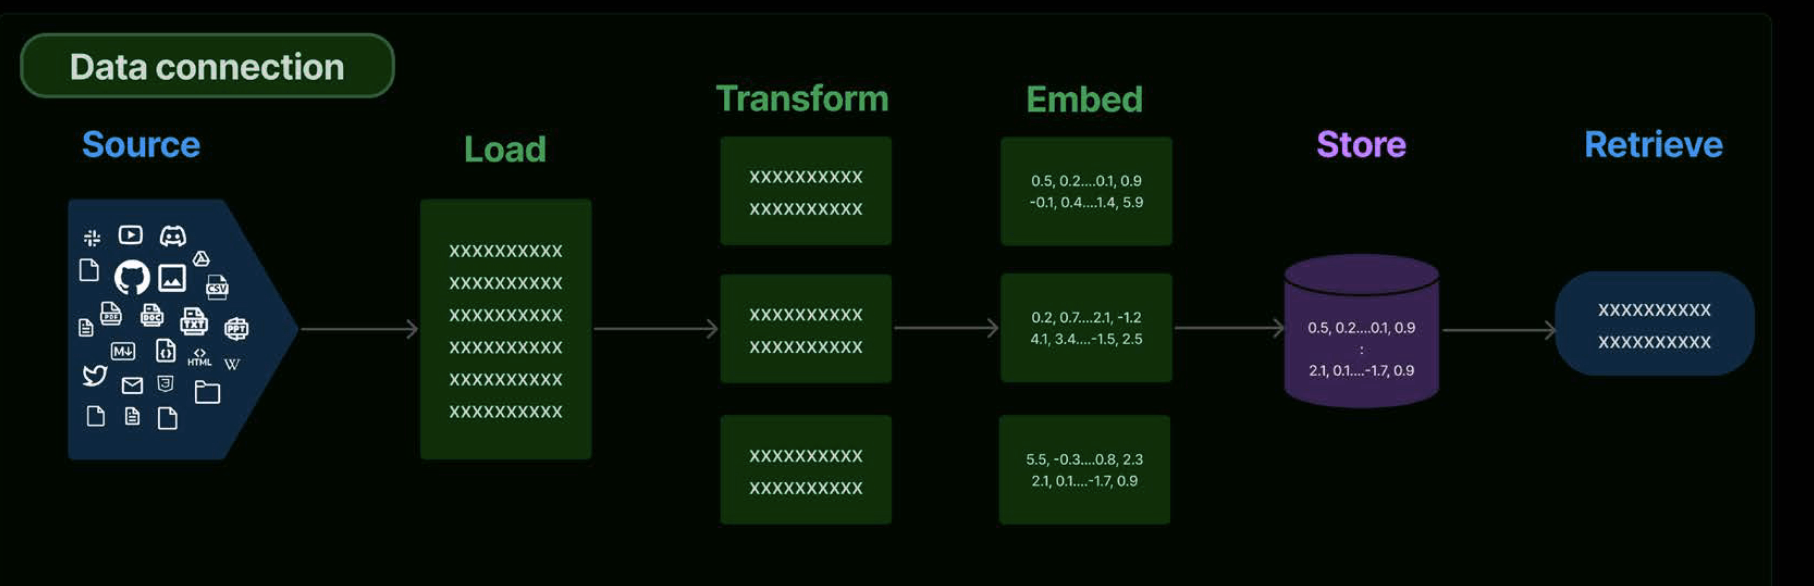 Data connection
Source
Load
Transform
Embed
Store
Retrieve
CSV
PDF
DOC
TXT
PPT
M
HTML
W
XXXXXXXXXX
XXXXXXXXXX
XXXXXXXXXX
XXXXXXXXXX
XXXXXXXXXX
XXXXXXXXXX
XXXXXXXXXX
XXXXXXXXXX
XXXXXXXXXX
XXXXXXXXXX
XXXXXXXXXX
XXXXXXXXXX
0.5, 0.2....0.1, 0.9
-0.1, 0.4....1.4, 5.9
0.2, 0.7....2.1, -1.2
4.1, 3.4....-1.5, 2.5
5.5, -0.3....0.8, 2.3
2.1, 0.1....-1.7, 0.9
0.5, 0.2....0.1, 0.9
:
2.1, 0.1....-1.7, 0.9
XXXXXXXXXX
XXXXXXXXXX